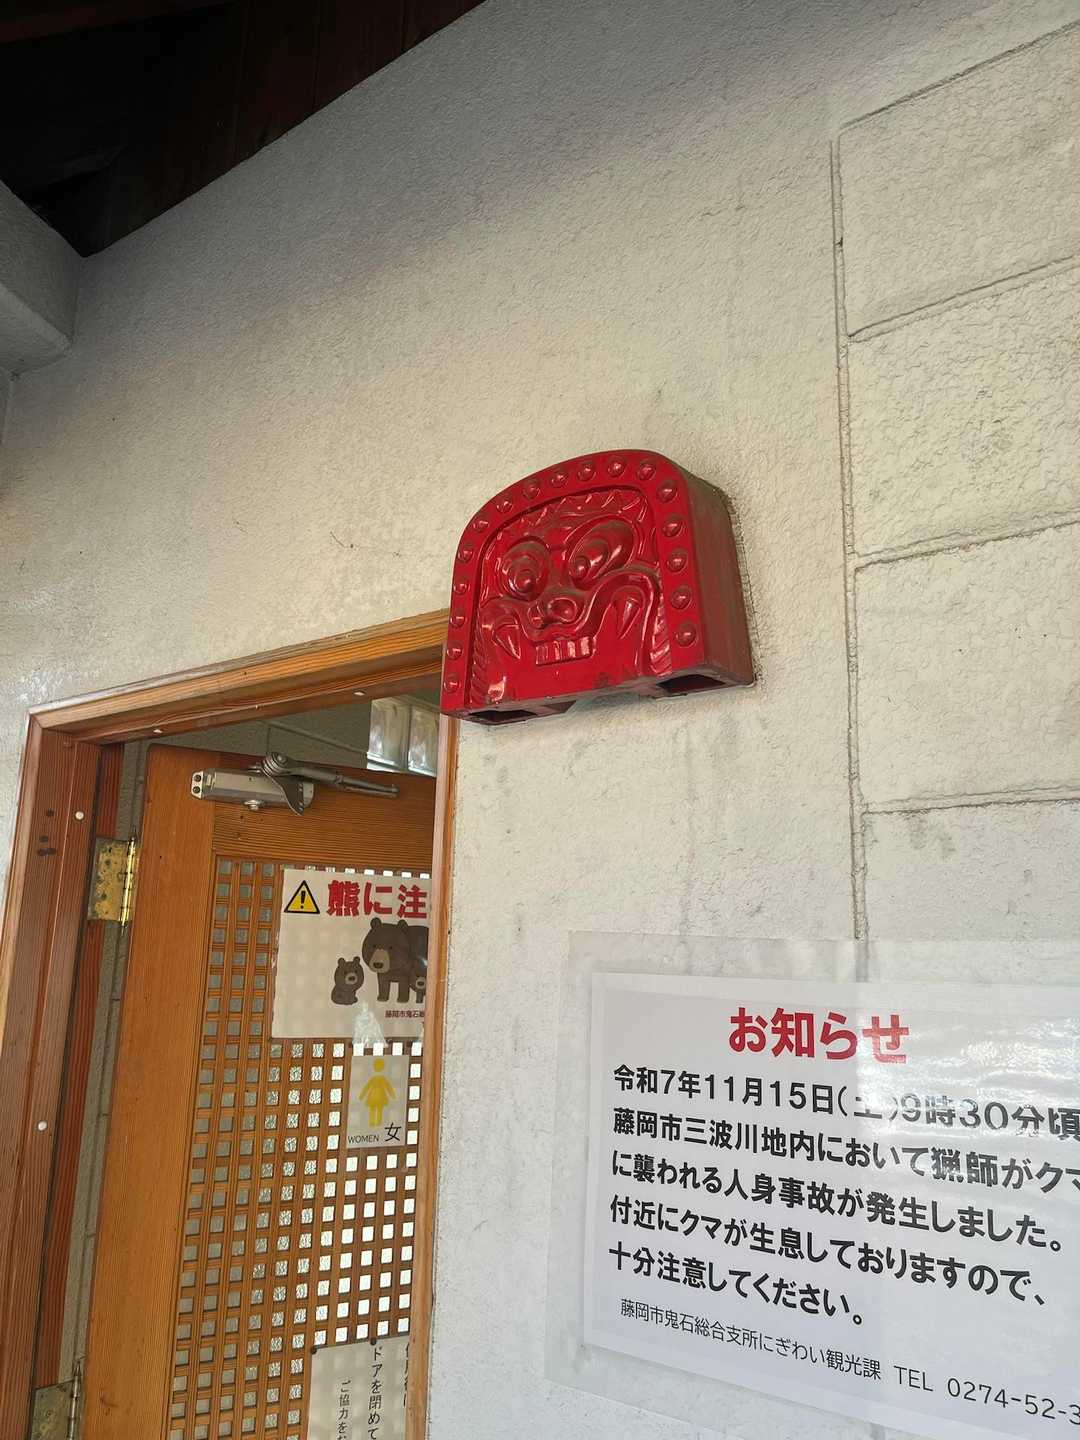 熊に注
藤岡市鬼石総
WOMEN 女
ドアを閉めて
ご協力を
お知らせ
令和7年11月15日(土)9時30分頃
藤岡市三波川地内において猟師がクマ
に襲われる人身事故が発生しました。
付近にクマが生息しておりますので、
十分注意してください。
藤岡市鬼石総合支所にぎわい観光課 TEL 0274-52-3